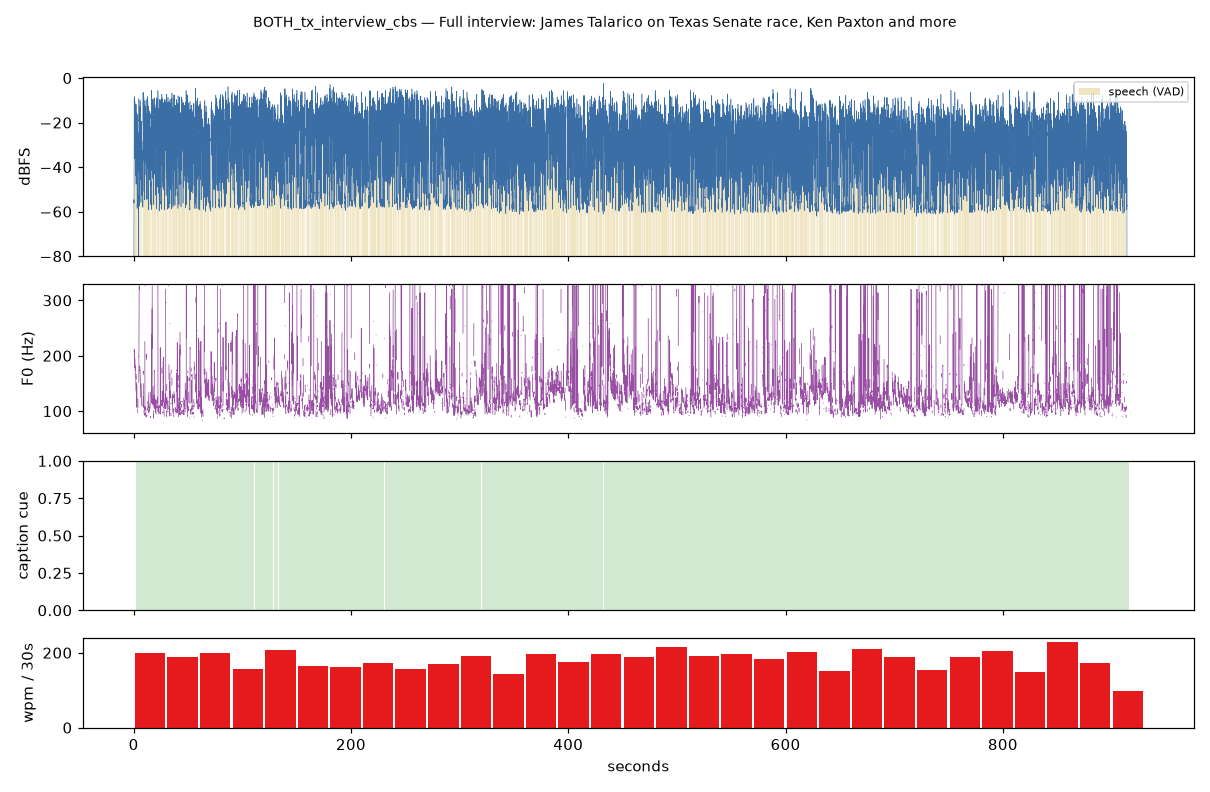 BOTH_tx_interview_cbs — Full interview: James Talarico on Texas Senate race, Ken Paxton and more
0
−20
−40
−60
−80
dBFS
speech (VAD)
300
200
100
F0 (Hz)
1.00
0.75
0.50
0.25
0.00
caption cue
200
0
wpm / 30s
0
200
400
600
800
seconds